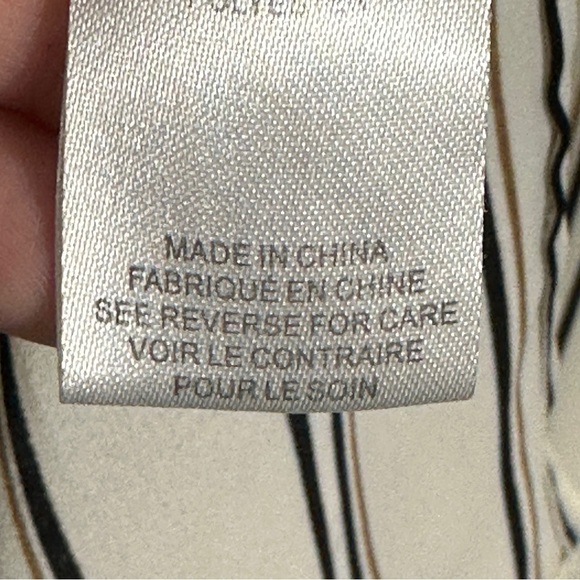 MADE IN CHINA
FABRIQUÉ EN CHINE
SEE REVERSE FOR CARE
VOIR LE CONTRAIRE
POUR LE SOIN